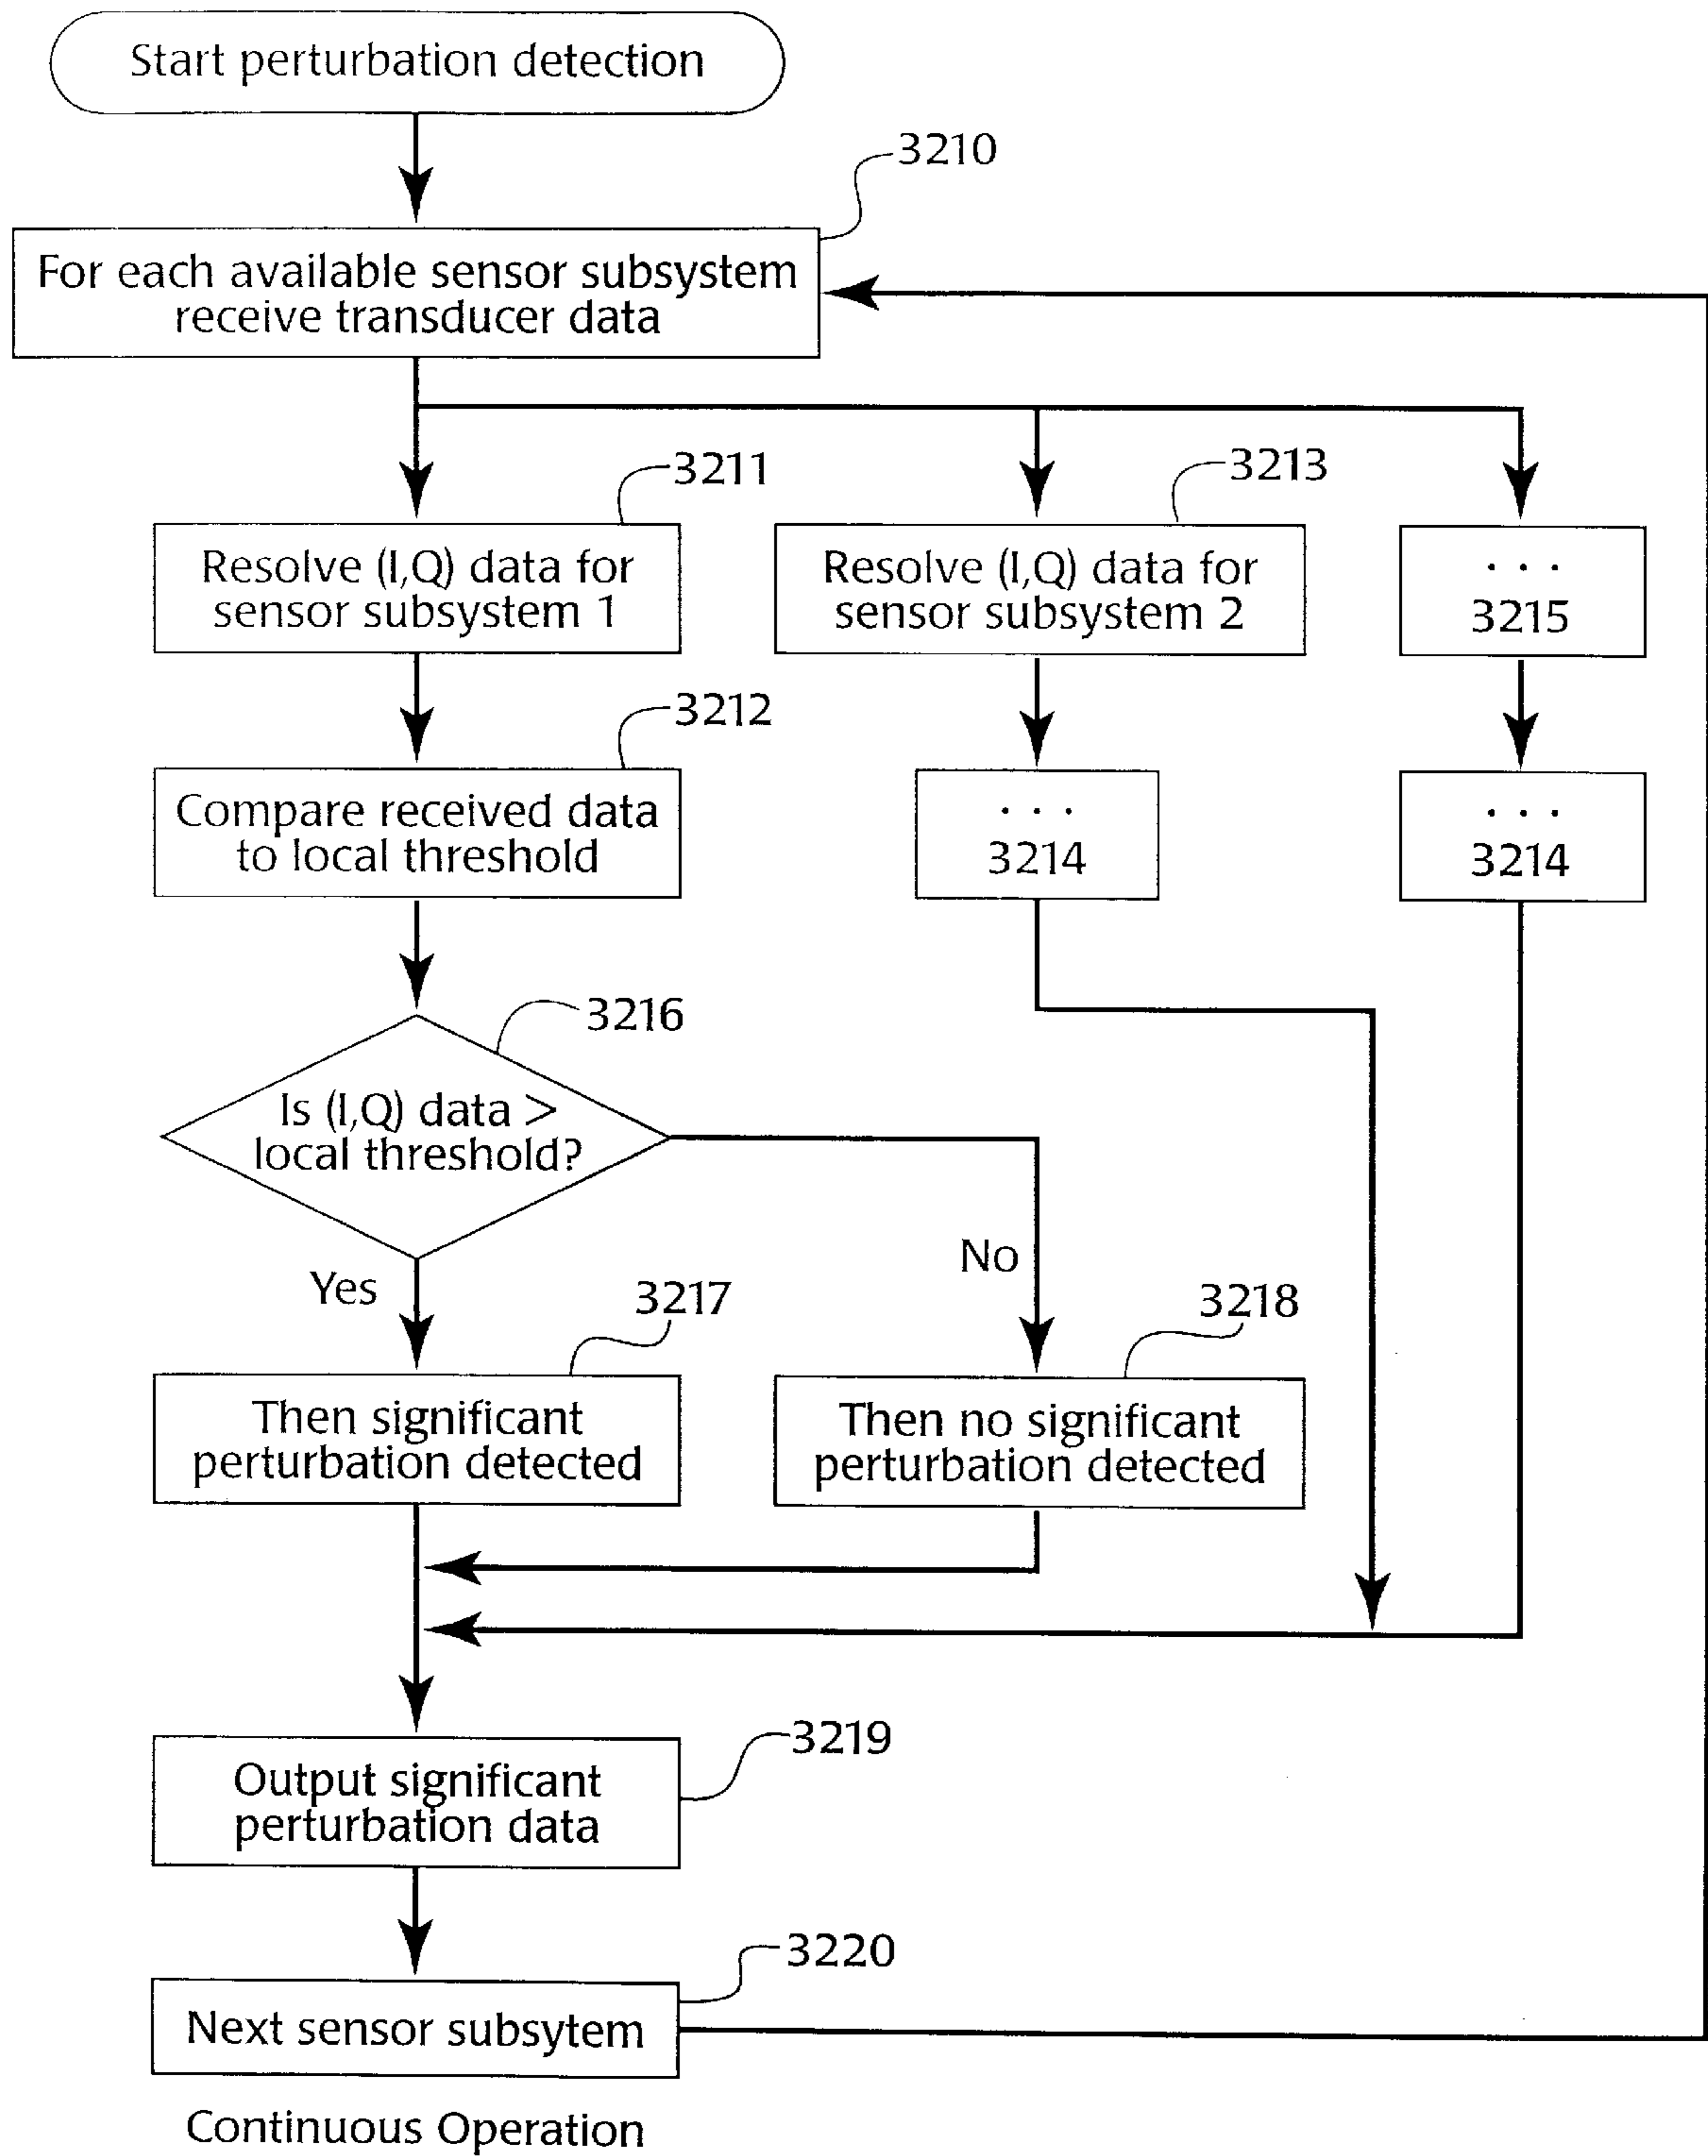 Start perturbation detection
3210
For each available sensor subsystem
receive transducer data
3211
3213
Resolve (I,Q) data for
sensor subsystem 1
Resolve (I,Q) data for
sensor subsystem 2
. . .
3215
3212
Compare received data
to local threshold
. . .
3214
. . .
3214
3216
Is (I,Q) data >
local threshold?
Yes
No
3217
3218
Then significant
perturbation detected
Then no significant
perturbation detected
3219
Output significant
perturbation data
3220
Next sensor subsytem
Continuous Operation